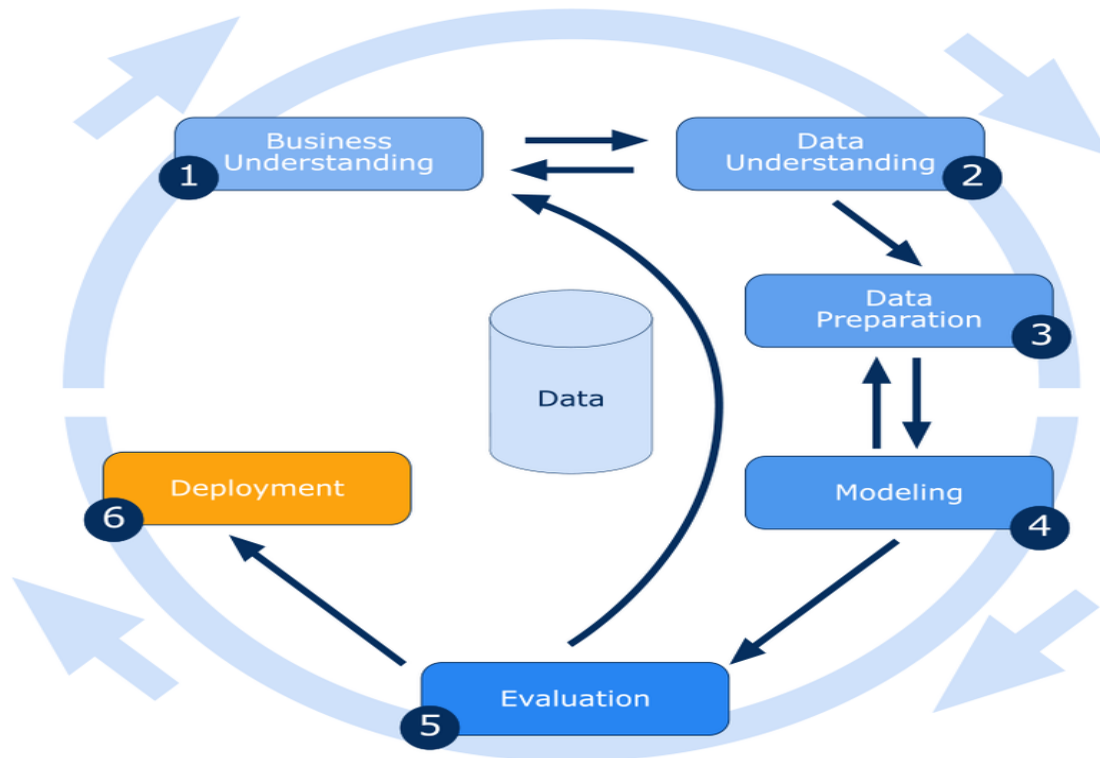 Business
Understanding
1
Data
Understanding
2
Data
Preparation
3
Data
Modeling
4
Deployment
6
Evaluation
5